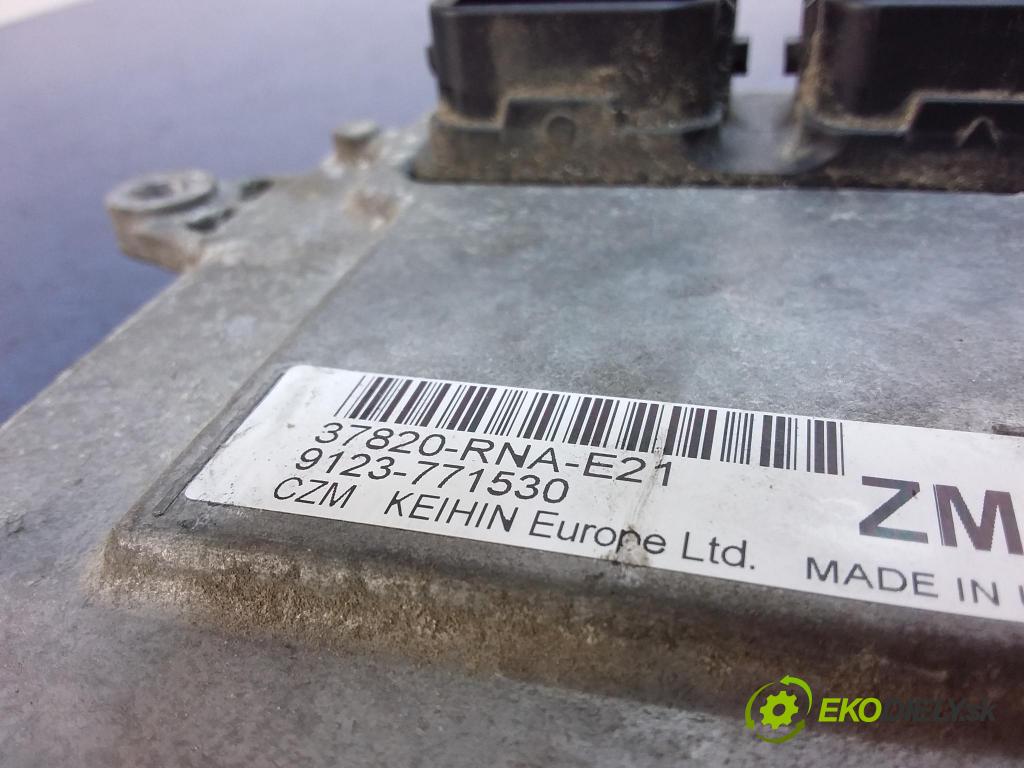 37820-RNA-E21
9123-771530
CZM KEIHIN Europe Ltd.
ZM
MADE IN
EKODIELY.sk